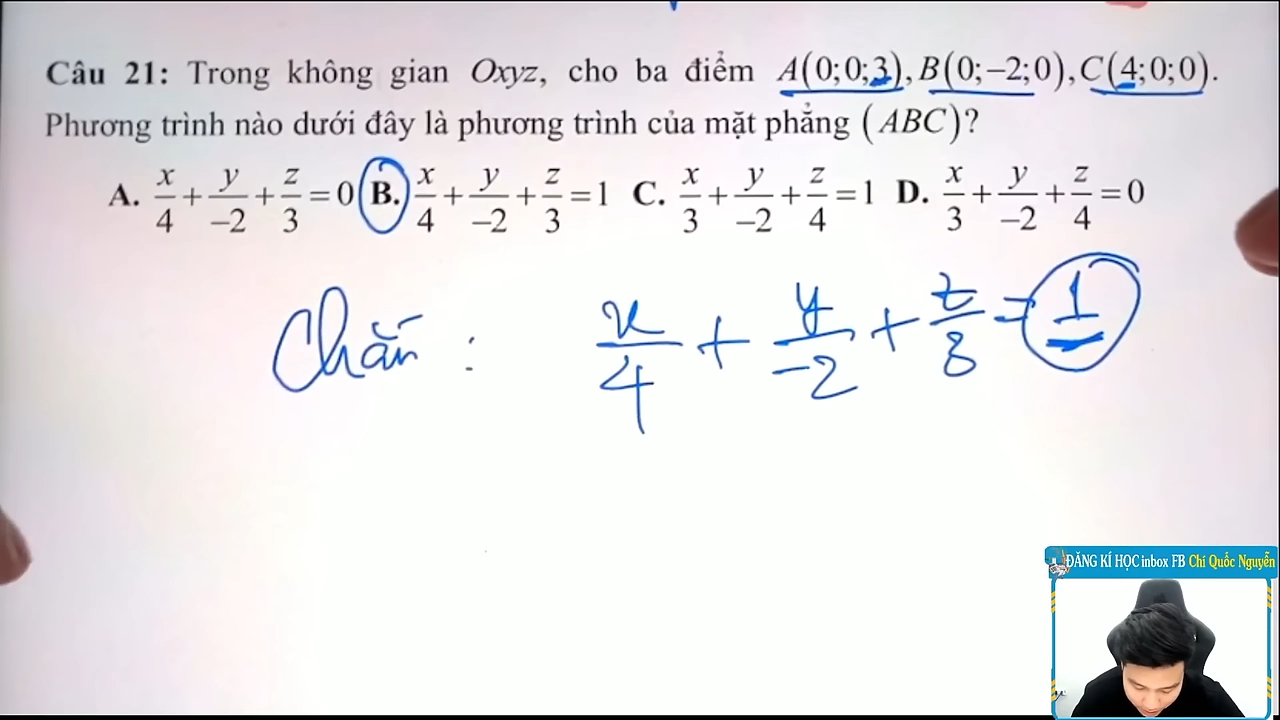 Câu 21: Trong không gian Oxyz, cho ba điểm A(0;0;3), B(0;−2;0), C(4;0;0).
Phương trình nào dưới đây là phương trình của mặt phẳng (ABC)?
A. x/4 + y/−2 + z/3 = 0 B. x/4 + y/−2 + z/3 = 1 C. x/3 + y/−2 + z/4 = 1 D. x/3 + y/−2 + z/4 = 0
Chắn : x/4 + y/−2 + z/3 = 1
ĐĂNG KÍ HỌC inbox FB Chí Quốc Nguyễn